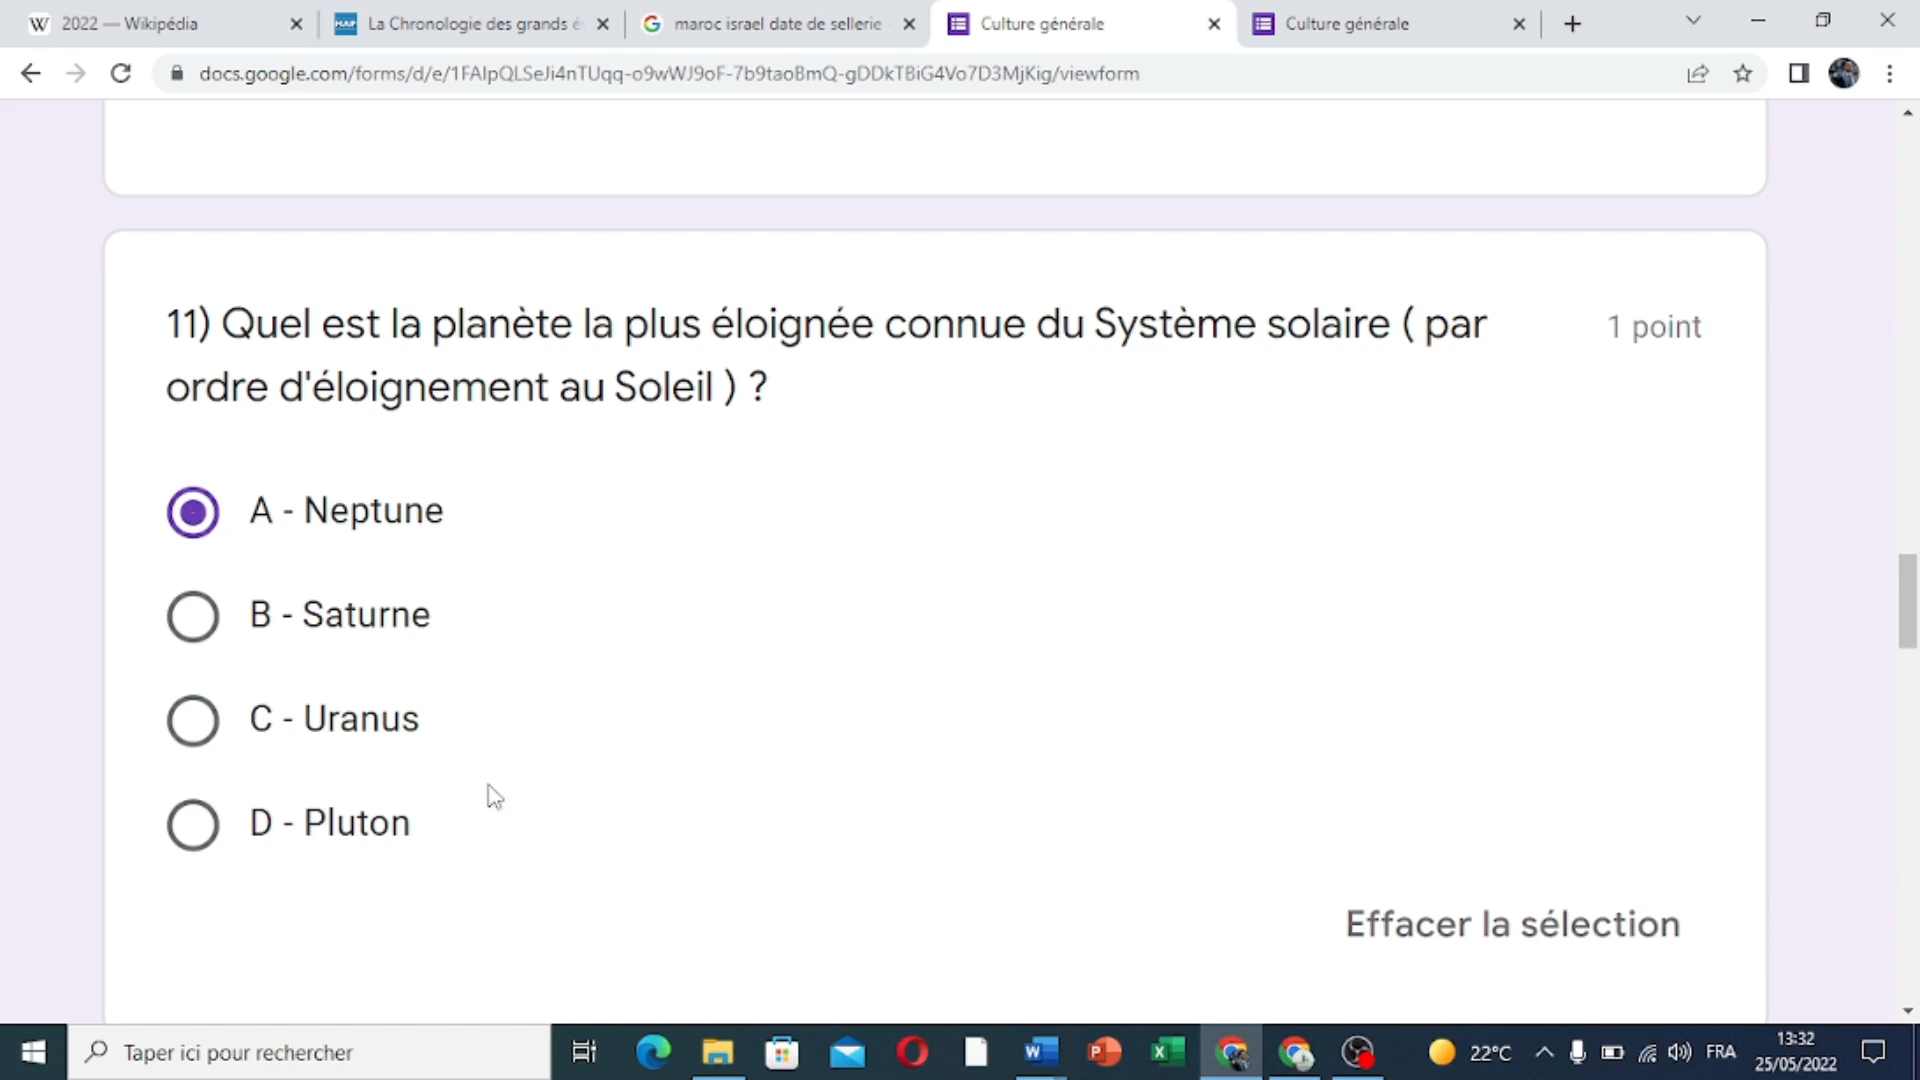 2022 — Wikipédia
La Chronologie des grands é
maroc israel date de sellerie
Culture générale
Culture générale
docs.google.com/forms/d/e/1FAIpQLSeJi4nTUqq-o9wWJ9oF-7b9taoBmQ-gDDkTBiG4Vo7D3MjKig/viewform
11) Quel est la planète la plus éloignée connue du Système solaire ( par
ordre d'éloignement au Soleil ) ?
1 point
A - Neptune
B - Saturne
C - Uranus
D - Pluton
Effacer la sélection
Taper ici pour rechercher
22°C
FRA
13:32
25/05/2022